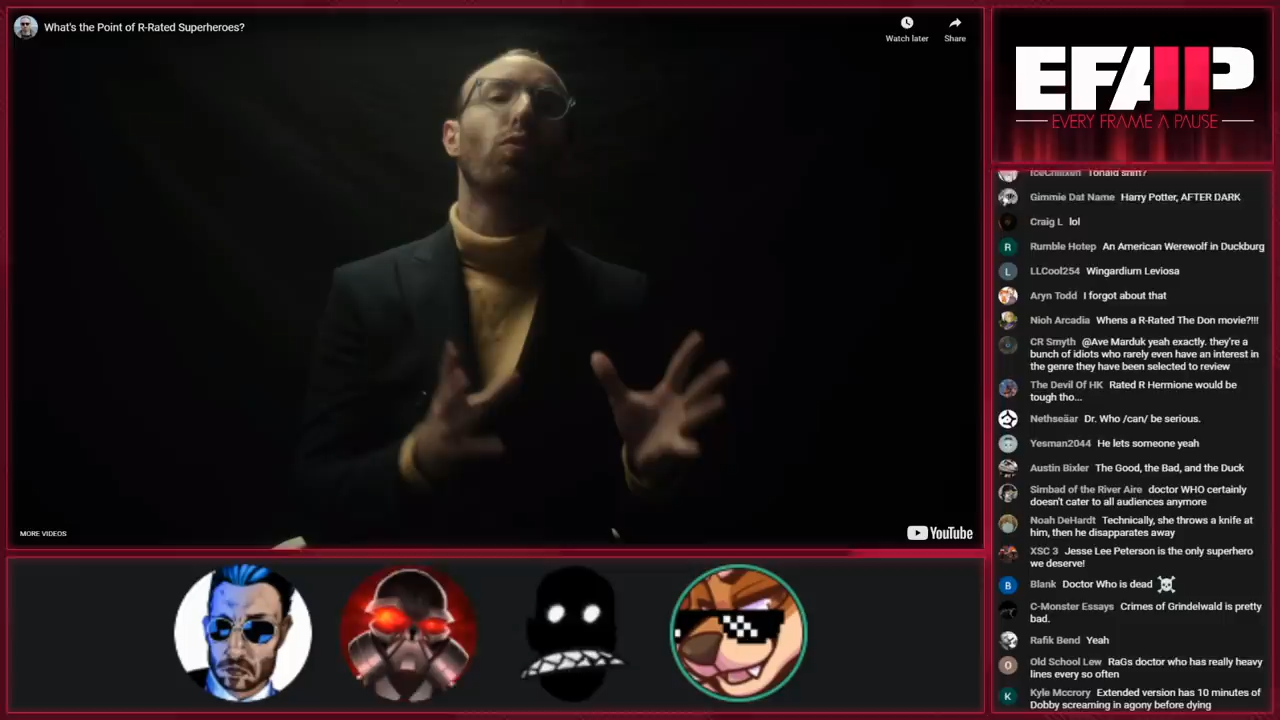 What's the Point of R-Rated Superheroes?
Watch later
Share
MORE VIDEOS
YouTube
EFAP
EVERY FRAME A PAUSE
IceChilixen Tonald shift?
Gimmie Dat Name Harry Potter, AFTER DARK
Craig L lol
R Rumble Hotep An American Werewolf in Duckburg
L LLCool254 Wingardium Leviosa
Aryn Todd I forgot about that
Nioh Arcadia Whens a R-Rated The Don movie?!!!
CR Smyth @Ave Marduk yeah exactly. they're a
bunch of idiots who rarely even have an interest in
the genre they have been selected to review
The Devil Of HK Rated R Hermione would be
tough tho...
Nethseäar Dr. Who /can/ be serious.
Yesman2044 He lets someone yeah
Austin Bixler The Good, the Bad, and the Duck
Simbad of the River Aire doctor WHO certainly
doesn't cater to all audiences anymore
Noah DeHardt Technically, she throws a knife at
him, then he disapparates away
XSC 3 Jesse Lee Peterson is the only superhero
we deserve!
B Blank Doctor Who is dead
C-Monster Essays Crimes of Grindelwald is pretty
bad.
Rafik Bend Yeah
O Old School Lew RaGs doctor who has really heavy
lines every so often
K Kyle Mccrory Extended version has 10 minutes of
Dobby screaming in agony before dying